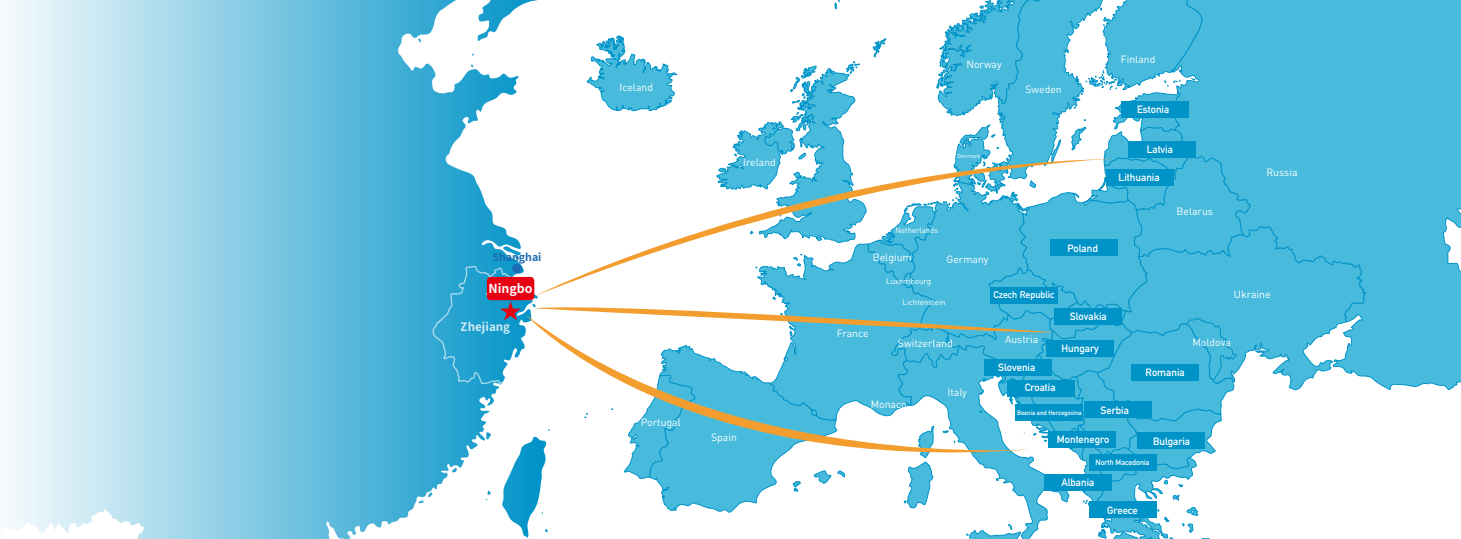 Norway
Finland
Iceland
Sweden
Estonia
Latvia
Denmark
Ireland
Russia
Lithuania
Belarus
Netherlands
Poland
Shanghai
Belgium
Germany
Luxembourg
Ningbo
Czech Republic
Ukraine
Lichtenstein
Slovakia
Zhejiang
France
Austria
Switzerland
Moldova
Hungary
Slovenia
Romania
Croatia
Italy
Monaco
Bosnia and Herzegovina
Serbia
Portugal
Spain
Montenegro
Bulgaria
North Macedonia
Albania
Greece